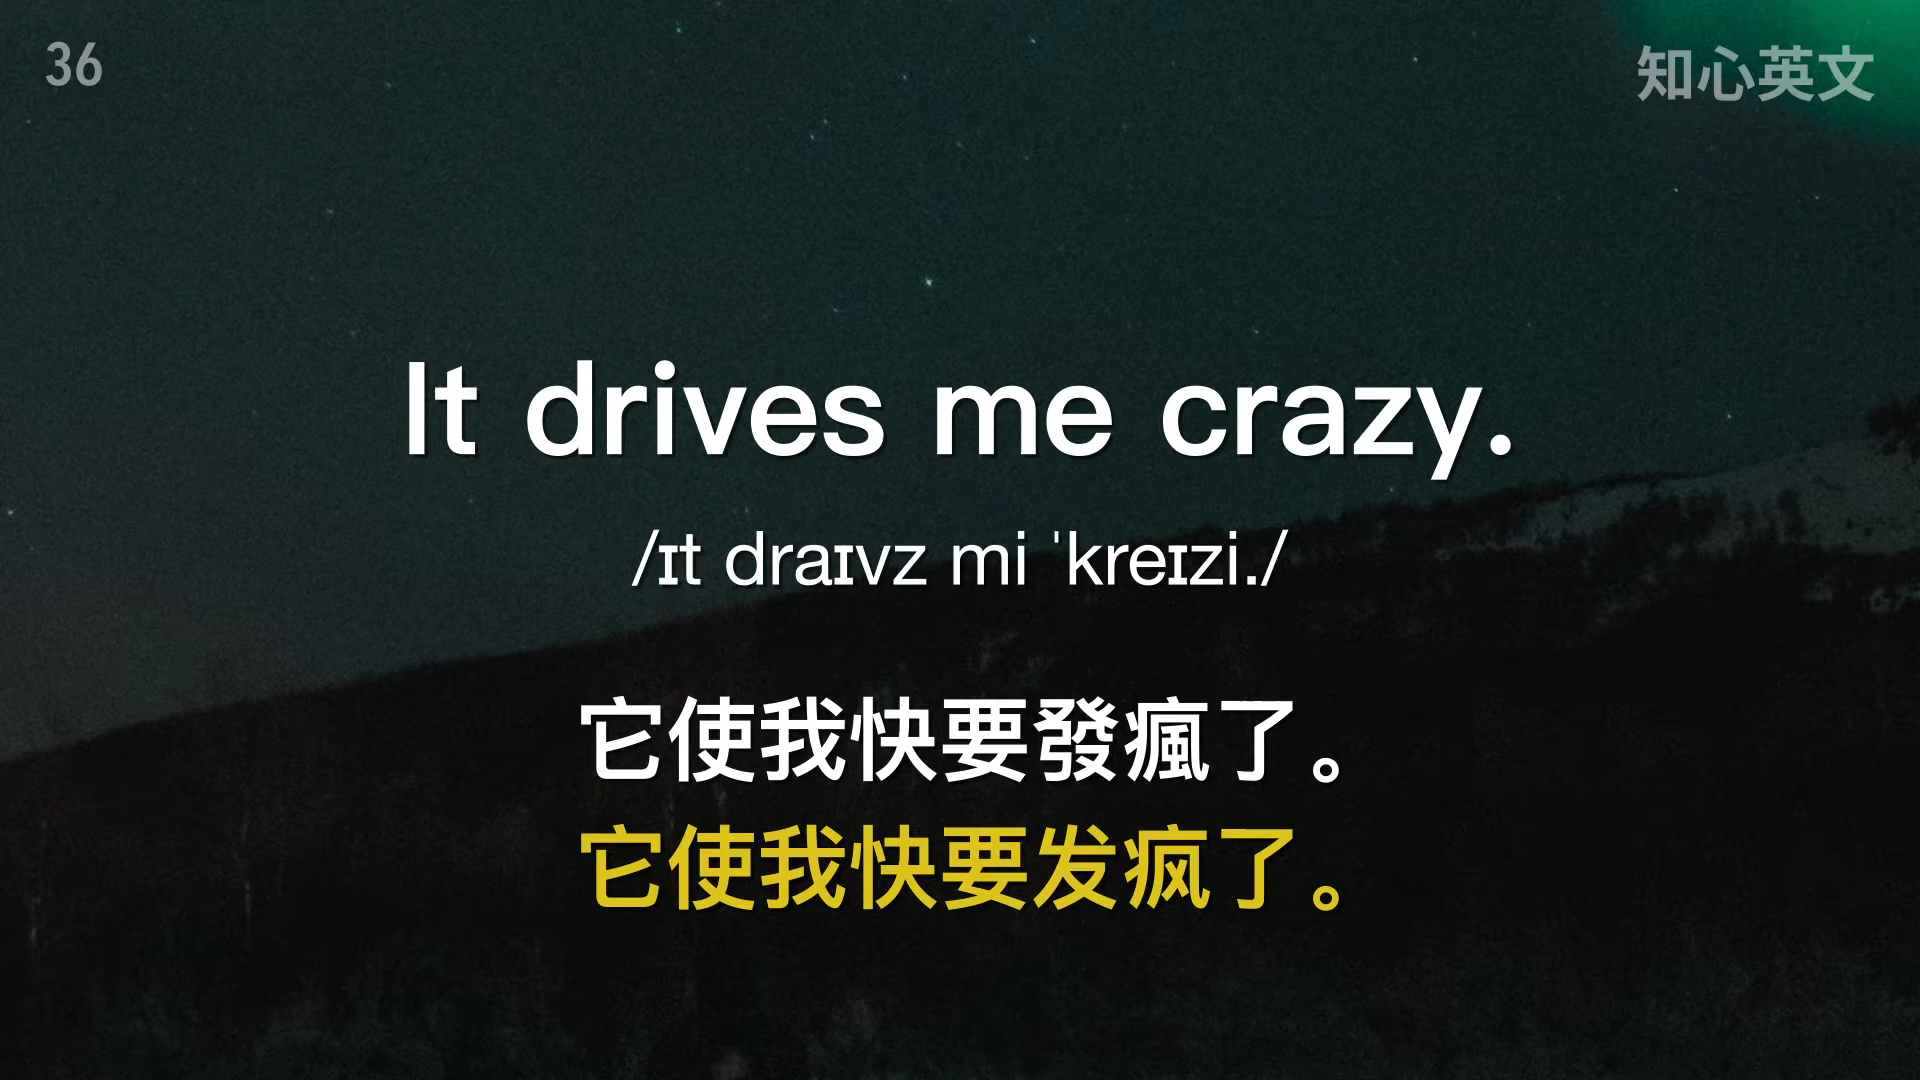 36
知心英文
It drives me crazy.
/ɪt draɪvz mi ˈkreɪzi./
它使我快要發瘋了。
它使我快要发疯了。